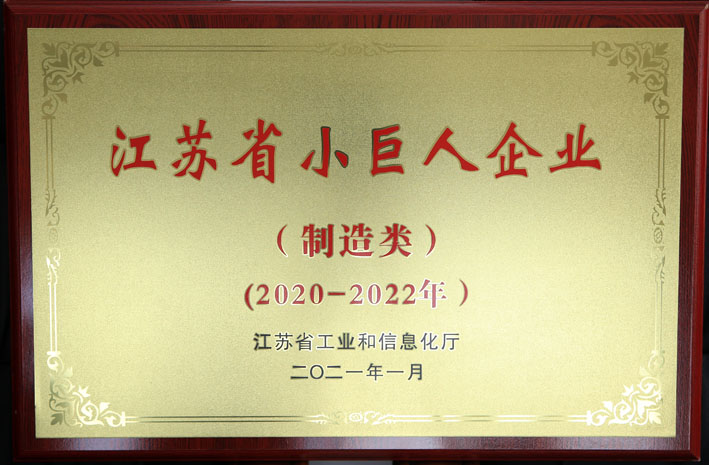 江苏省小巨人企业
（制造类）
(2020-2022年）
江苏省工业和信息化厅
二〇二一年一月